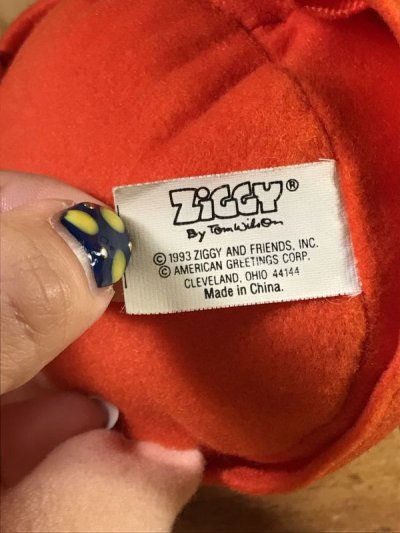 ZiGGY®
By Tom Wilson
© 1993 ZIGGY AND FRIENDS, INC.
© AMERICAN GREETINGS CORP.
CLEVELAND, OHIO 44144
Made in China.